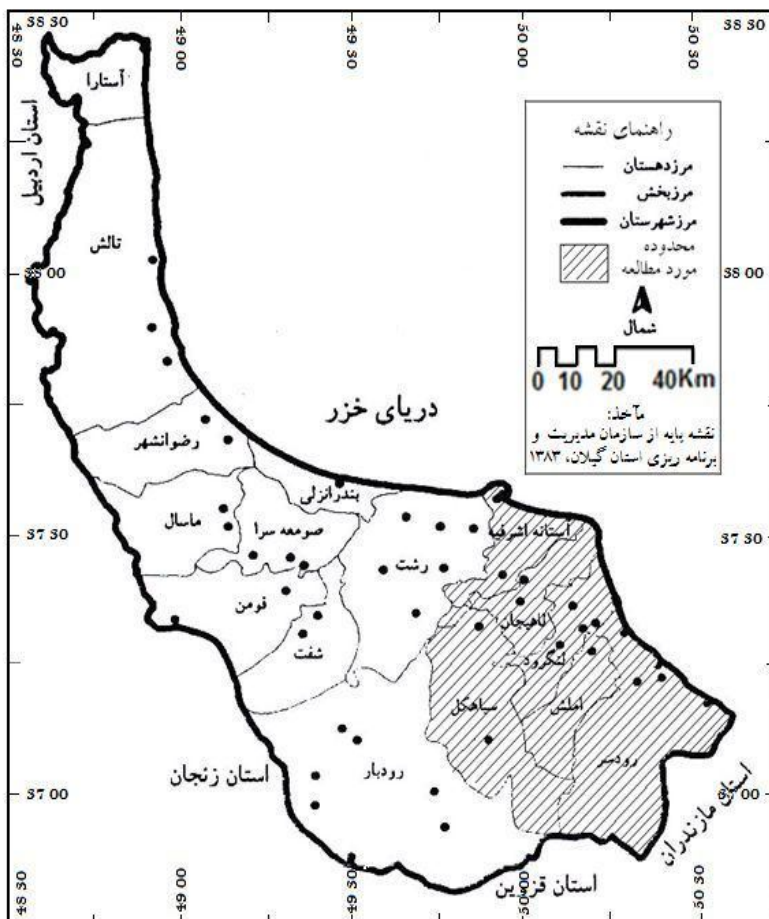 48 30
49 00
49 30
50 00
50 30
38 30
38 30
آستارا
استان اردبیل
تالش
38 00
38 00
راهنمای نقشه
مرزدهستان
مرزبخش
مرزشهرستان
محدوده
مورد مطالعه
شمال
0 10 20 40Km
مآخذ:
نقشه پایه از سازمان مدیریت و
برنامه ریزی استان گیلان، ۱۳۸۳
دریای خزر
رضوانشهر
بندرانزلی
ماسال
صومعه سرا
آستانه اشرفیه
37 30
37 30
رشت
فومن
لاهیجان
شفت
لنگرود
املش
سیاهکل
رودسر
رودبار
استان زنجان
37 00
37 00
استان مازندران
استان قزوین
48 30
49 00
49 30
50 00
50 30